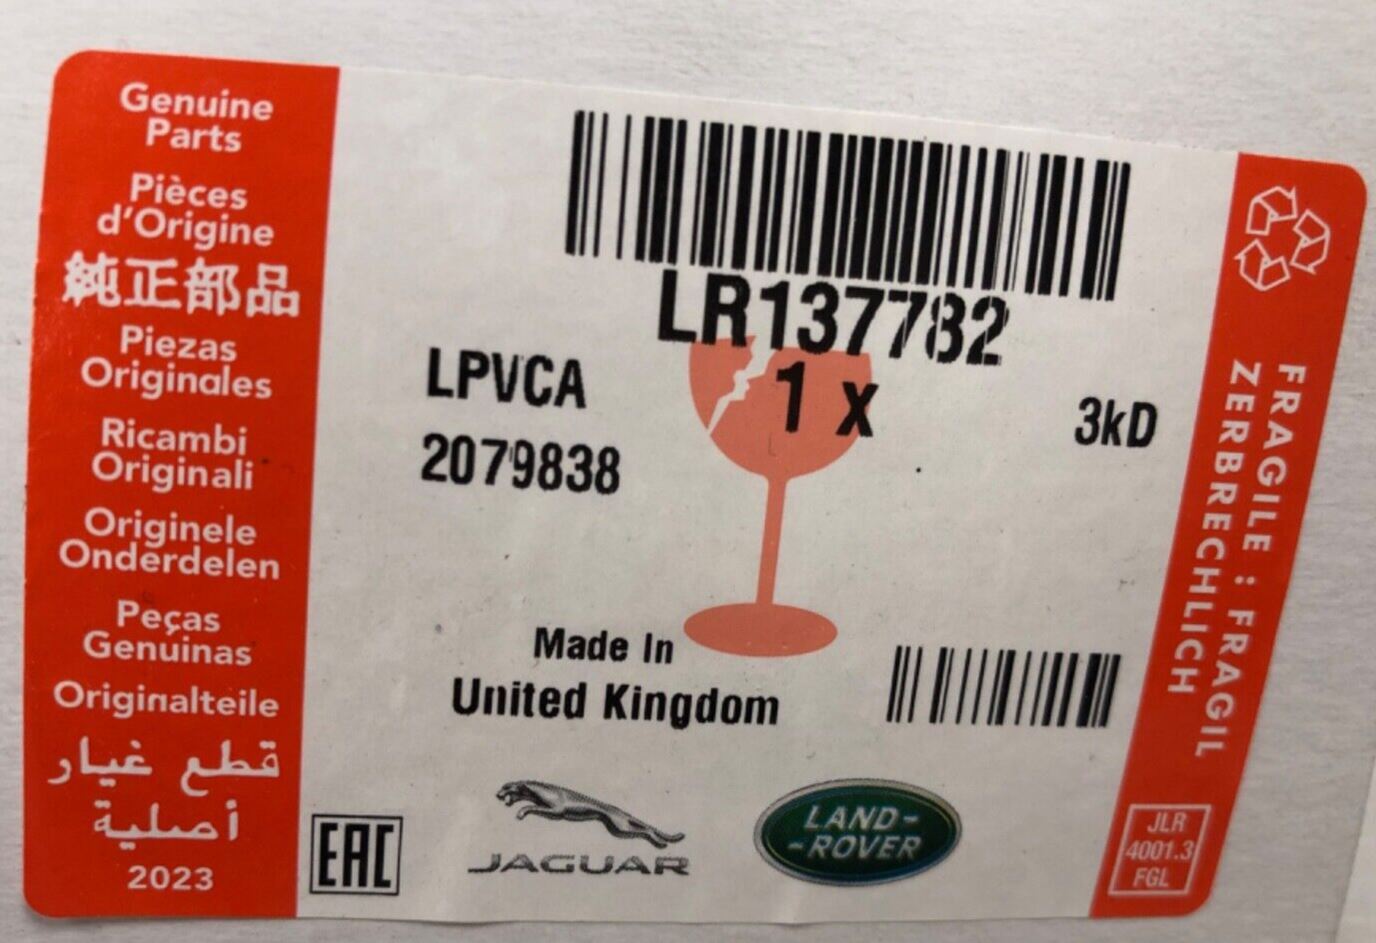 Genuine
Parts
Pièces
d'Origine
純正部品
Piezas
Originales
Ricambi
Originali
Originele
Onderdelen
Peças
Genuinas
Originalteile
قطع غيار
أصلية
2023
LR137782
LPVCA
1 x
3kD
2079838
Made In
United Kingdom
EAC
JAGUAR
LAND-
-ROVER
FRAGILE : FRAGIL
ZERBRECHLICH
JLR
4001.3
FGL